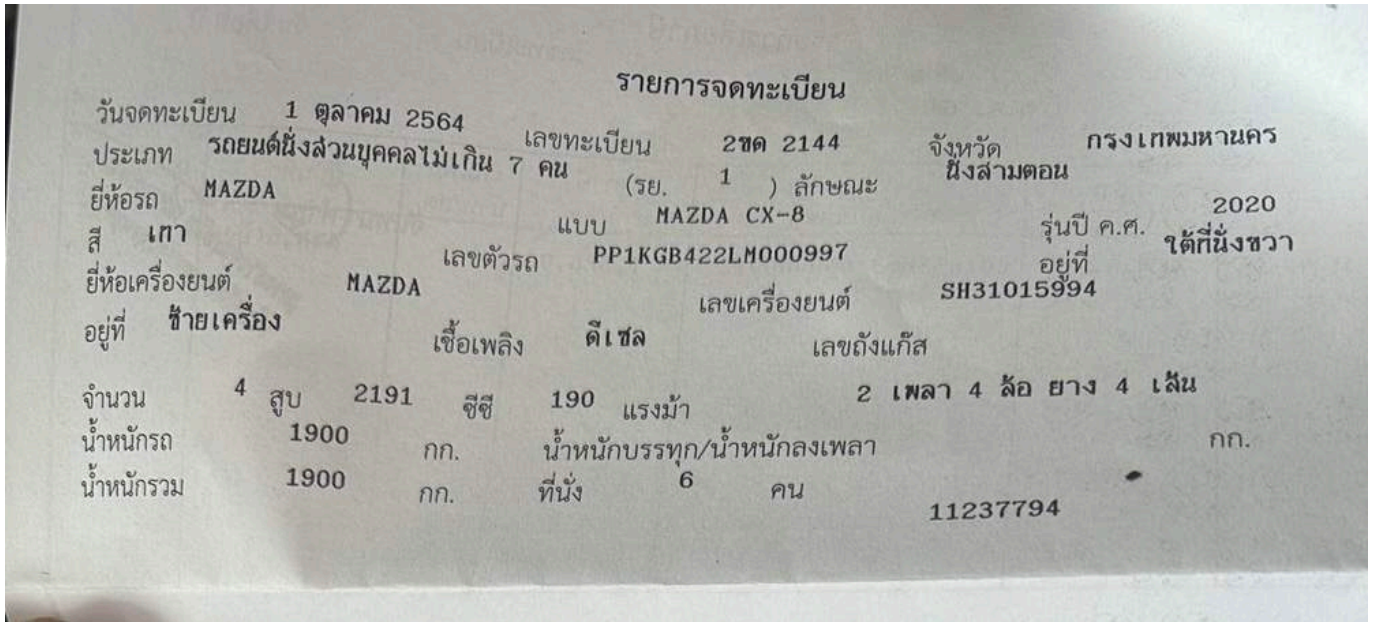 รายการจดทะเบียน
วันจดทะเบียน 1 ตุลาคม 2564 เลขทะเบียน 2ขด 2144 จังหวัด กรุงเทพมหานคร
ประเภท รถยนต์นั่งส่วนบุคคลไม่เกิน 7 คน (รย. 1 ) ลักษณะ นั่งสามตอน
ยี่ห้อรถ MAZDA แบบ MAZDA CX-8 รุ่นปี ค.ศ. 2020
สี เทา เลขตัวรถ PP1KGB422LM000997 อยู่ที่ ใต้ที่นั่งขวา
ยี่ห้อเครื่องยนต์ MAZDA เลขเครื่องยนต์ SH31015994
อยู่ที่ ซ้ายเครื่อง เชื้อเพลิง ดีเซล เลขถังแก๊ส
จำนวน 4 สูบ 2191 ซีซี 190 แรงม้า 2 เพลา 4 ล้อ ยาง 4 เส้น
น้ำหนักรถ 1900 กก. น้ำหนักบรรทุก/น้ำหนักลงเพลา กก.
น้ำหนักรวม 1900 กก. ที่นั่ง 6 คน
11237794